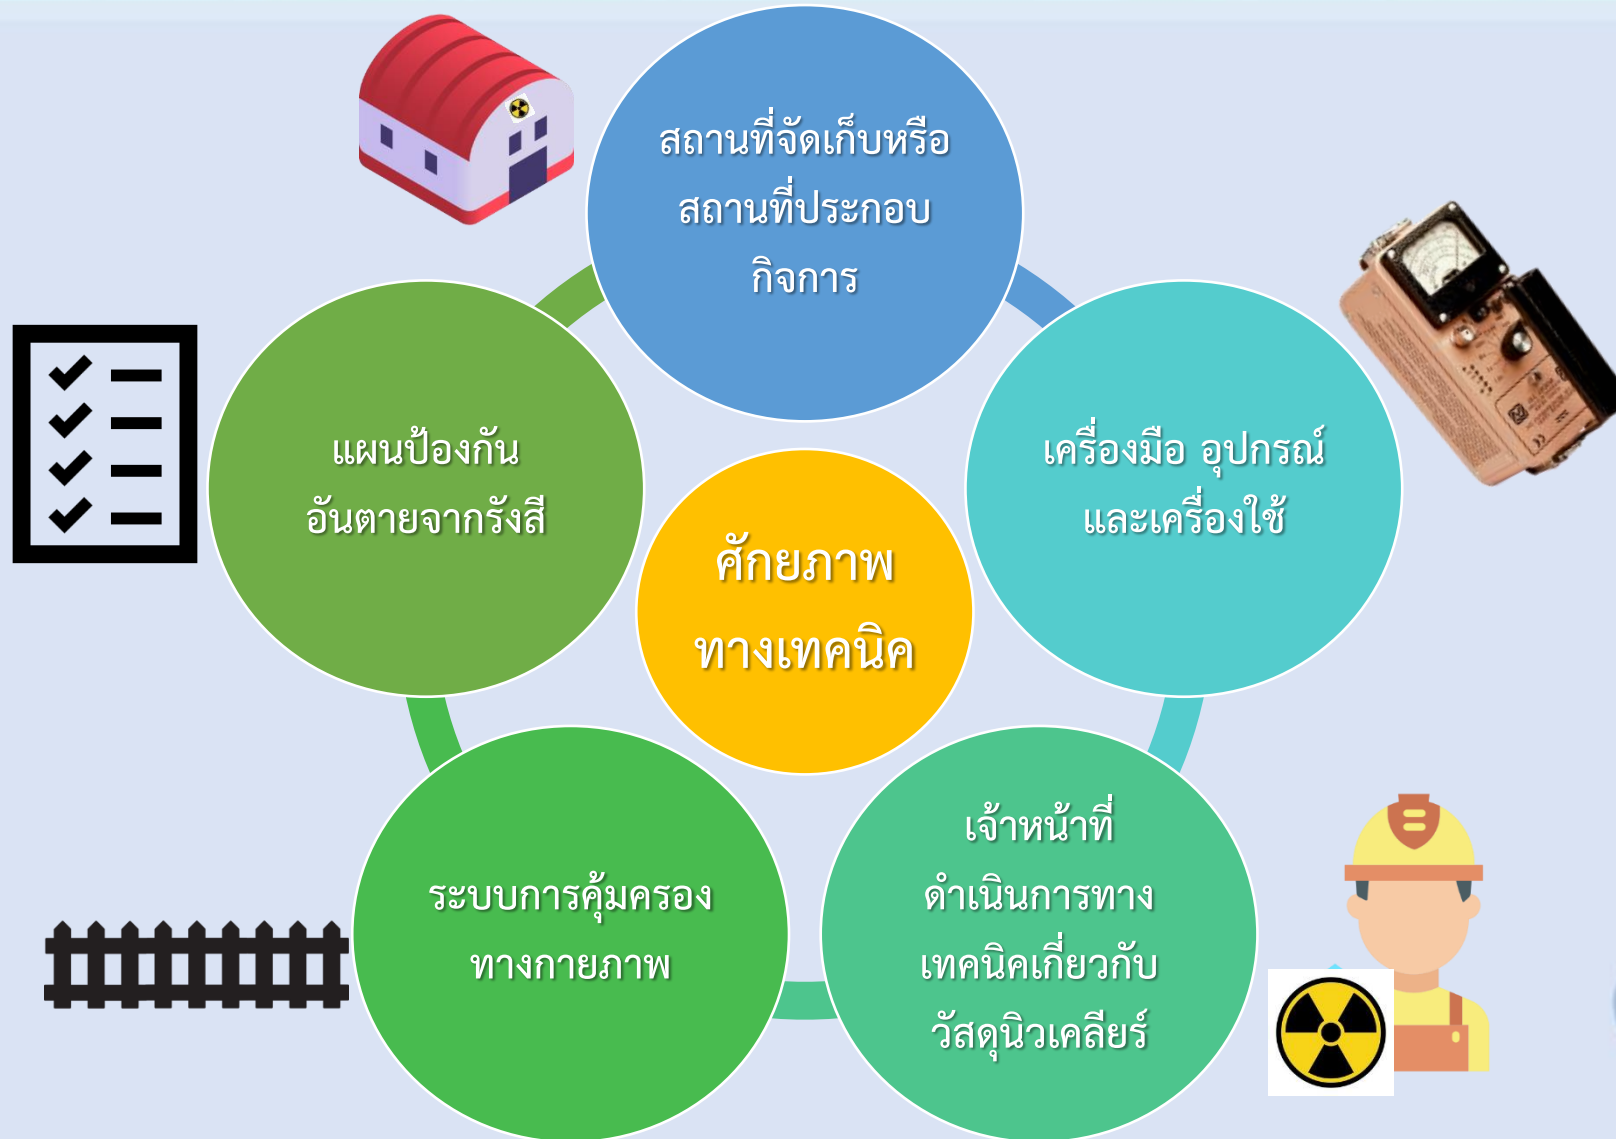 สถานที่จัดเก็บหรือ
สถานที่ประกอบ
กิจการ
เครื่องมือ อุปกรณ์
และเครื่องใช้
เจ้าหน้าที่
ดำเนินการทาง
เทคนิคเกี่ยวกับ
วัสดุนิวเคลียร์
ระบบการคุ้มครอง
ทางกายภาพ
แผนป้องกัน
อันตายจากรังสี
ศักยภาพ
ทางเทคนิค